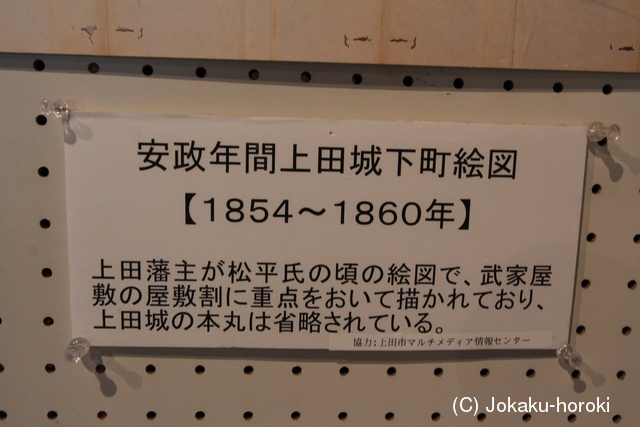 安政年間上田城下町絵図
【1854～1860年】
上田藩主が松平氏の頃の絵図で、武家屋
敷の屋敷割に重点をおいて描かれており、
上田城の本丸は省略されている。
協力;上田市マルチメディア情報センター
(C) Jokaku-horoki